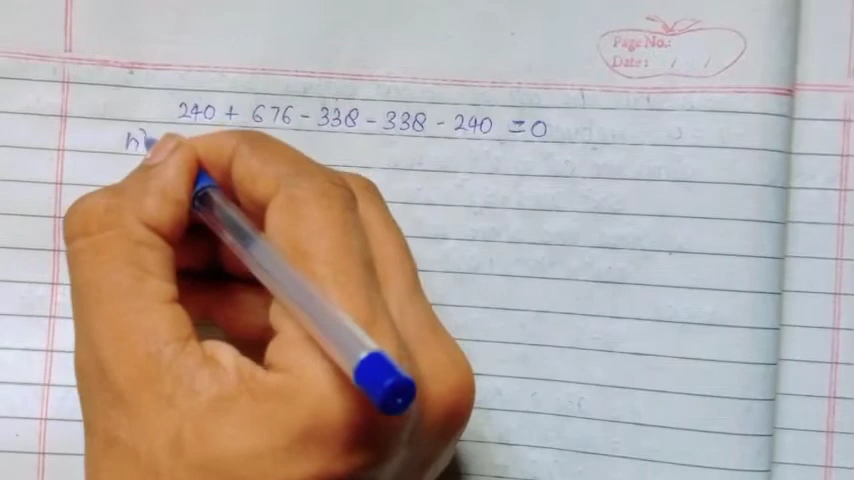 Page No.:
Date: / /
240 + 676 - 338 - 338 - 240 = 0